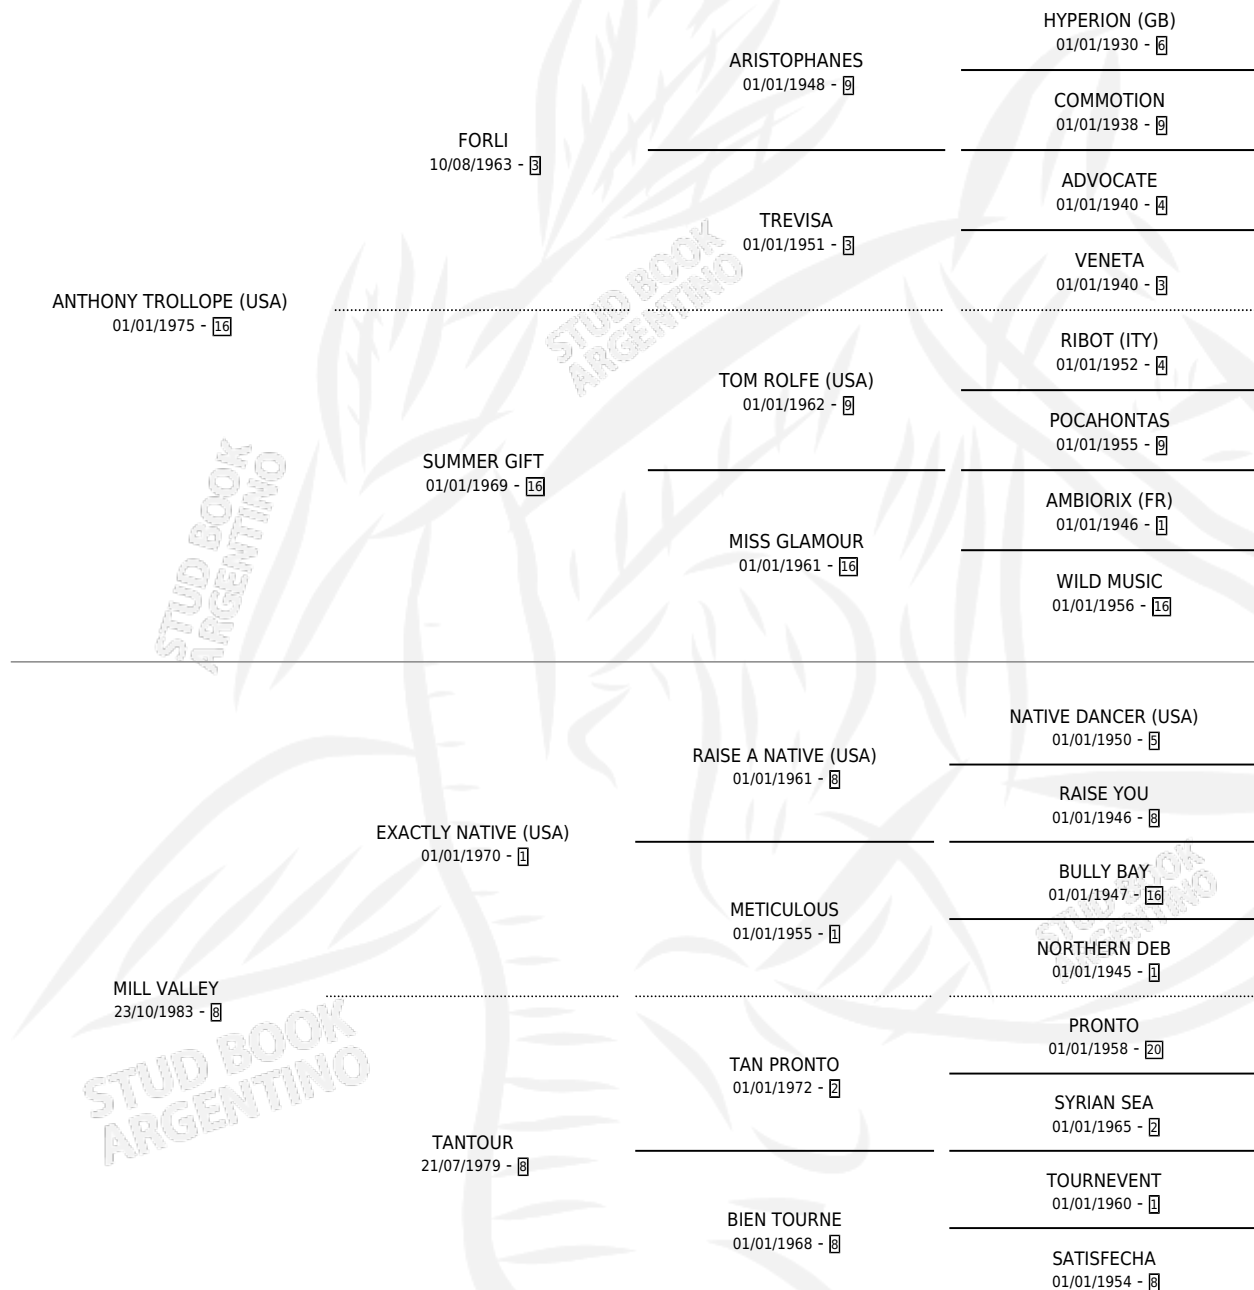 HYPERION (GB)
01/01/1930 - 6
ARISTOPHANES
01/01/1948 - 9
COMMOTION
01/01/1938 - 9
FORLI
10/08/1963 - 3
ADVOCATE
01/01/1940 - 4
TREVISA
01/01/1951 - 3
VENETA
01/01/1940 - 3
ANTHONY TROLLOPE (USA)
01/01/1975 - 16
RIBOT (ITY)
01/01/1952 - 4
TOM ROLFE (USA)
01/01/1962 - 9
POCAHONTAS
01/01/1955 - 9
SUMMER GIFT
01/01/1969 - 16
AMBIORIX (FR)
01/01/1946 - 1
MISS GLAMOUR
01/01/1961 - 16
WILD MUSIC
01/01/1956 - 16
NATIVE DANCER (USA)
01/01/1950 - 5
RAISE A NATIVE (USA)
01/01/1961 - 8
RAISE YOU
01/01/1946 - 8
EXACTLY NATIVE (USA)
01/01/1970 - 1
BULLY BAY
01/01/1947 - 16
METICULOUS
01/01/1955 - 1
NORTHERN DEB
01/01/1945 - 1
MILL VALLEY
23/10/1983 - 8
PRONTO
01/01/1958 - 20
TAN PRONTO
01/01/1972 - 2
SYRIAN SEA
01/01/1965 - 2
TANTOUR
21/07/1979 - 8
TOURNEVENT
01/01/1960 - 1
BIEN TOURNE
01/01/1968 - 8
SATISFECHA
01/01/1954 - 8
STUD BOOK
ARGENTINO
STUD BOOK
ARGENTINO
STUD BOOK
ARGENTINO
STUD BOOK
ARGENTINO